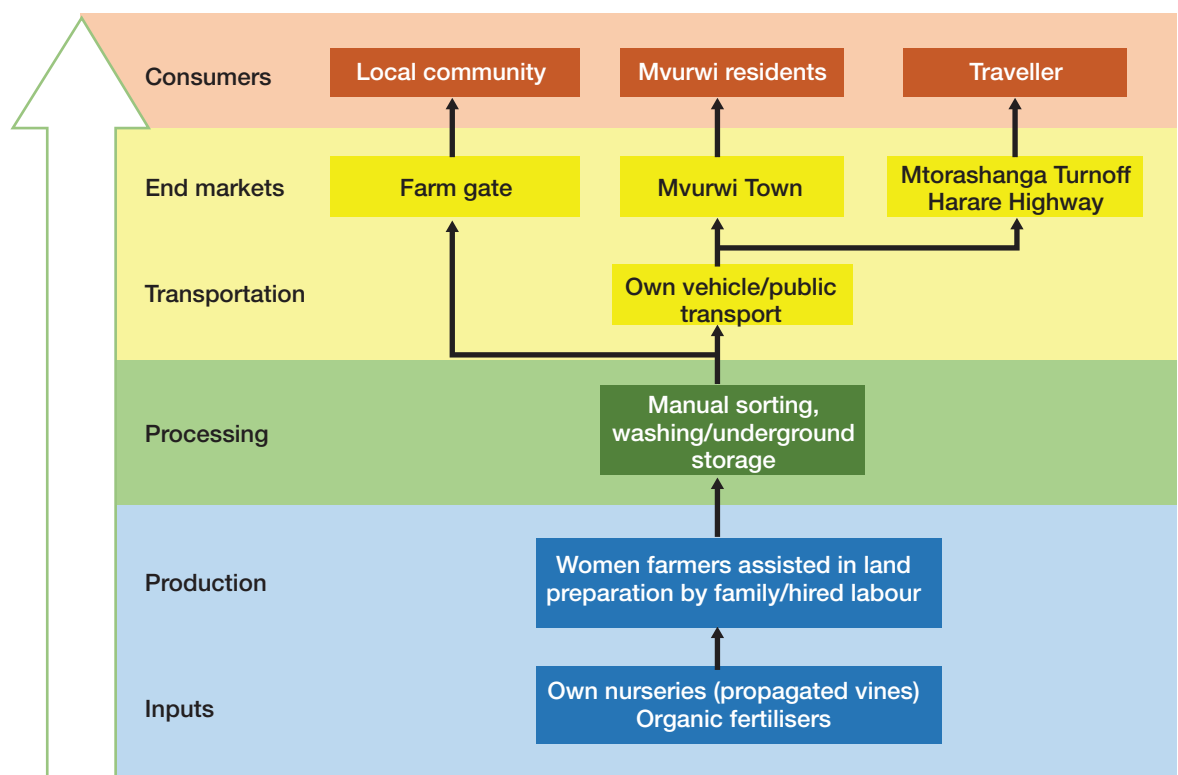 Consumers
Local community
Mvurwi residents
Traveller
End markets
Farm gate
Mvurwi Town
Mtorashanga Turnoff
Harare Highway
Transportation
Own vehicle/public
transport
Processing
Manual sorting,
washing/underground
storage
Production
Women farmers assisted in land
preparation by family/hired labour
Inputs
Own nurseries (propagated vines)
Organic fertilisers